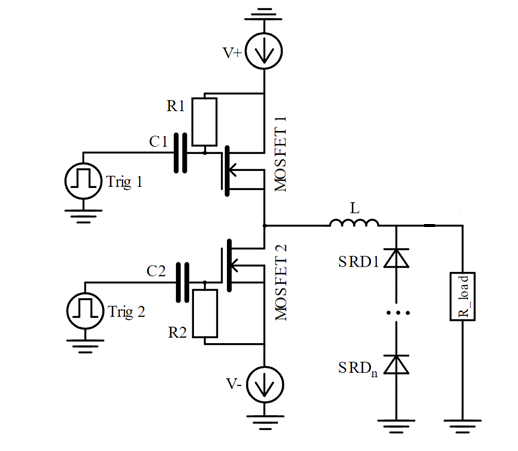 V+
R1
C1
Trig 1
MOSFET 1
L
SRD1
C2
Trig 2
R2
MOSFET 2
R_load
SRDn
V-